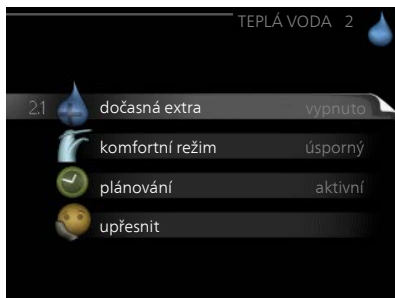 TEPLÁ VODA 2
2.1 dočasná extra vypnuto
komfortní režim úsporný
plánování aktivní
upřesnit